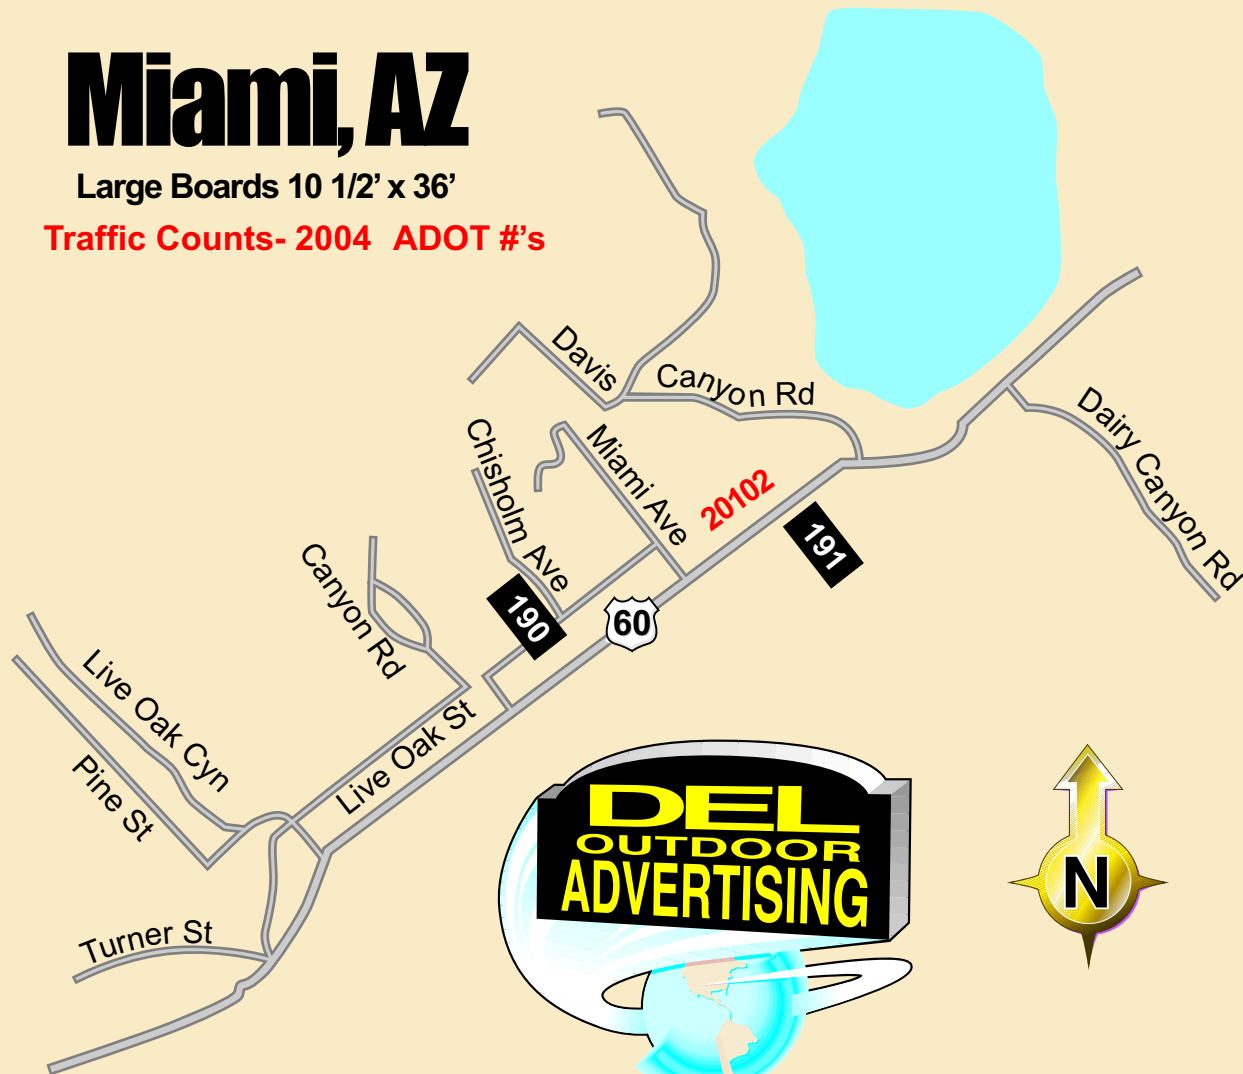 Miami, AZ
Large Boards 10 1/2' x 36'
Traffic Counts- 2004 ADOT #'s
Davis
Canyon Rd
Dairy Canyon Rd
Chisholm Ave
Miami Ave
20102
191
Canyon Rd
190
60
Live Oak Cyn
Live Oak St
Pine St
Turner St
DEL
OUTDOOR
ADVERTISING
N